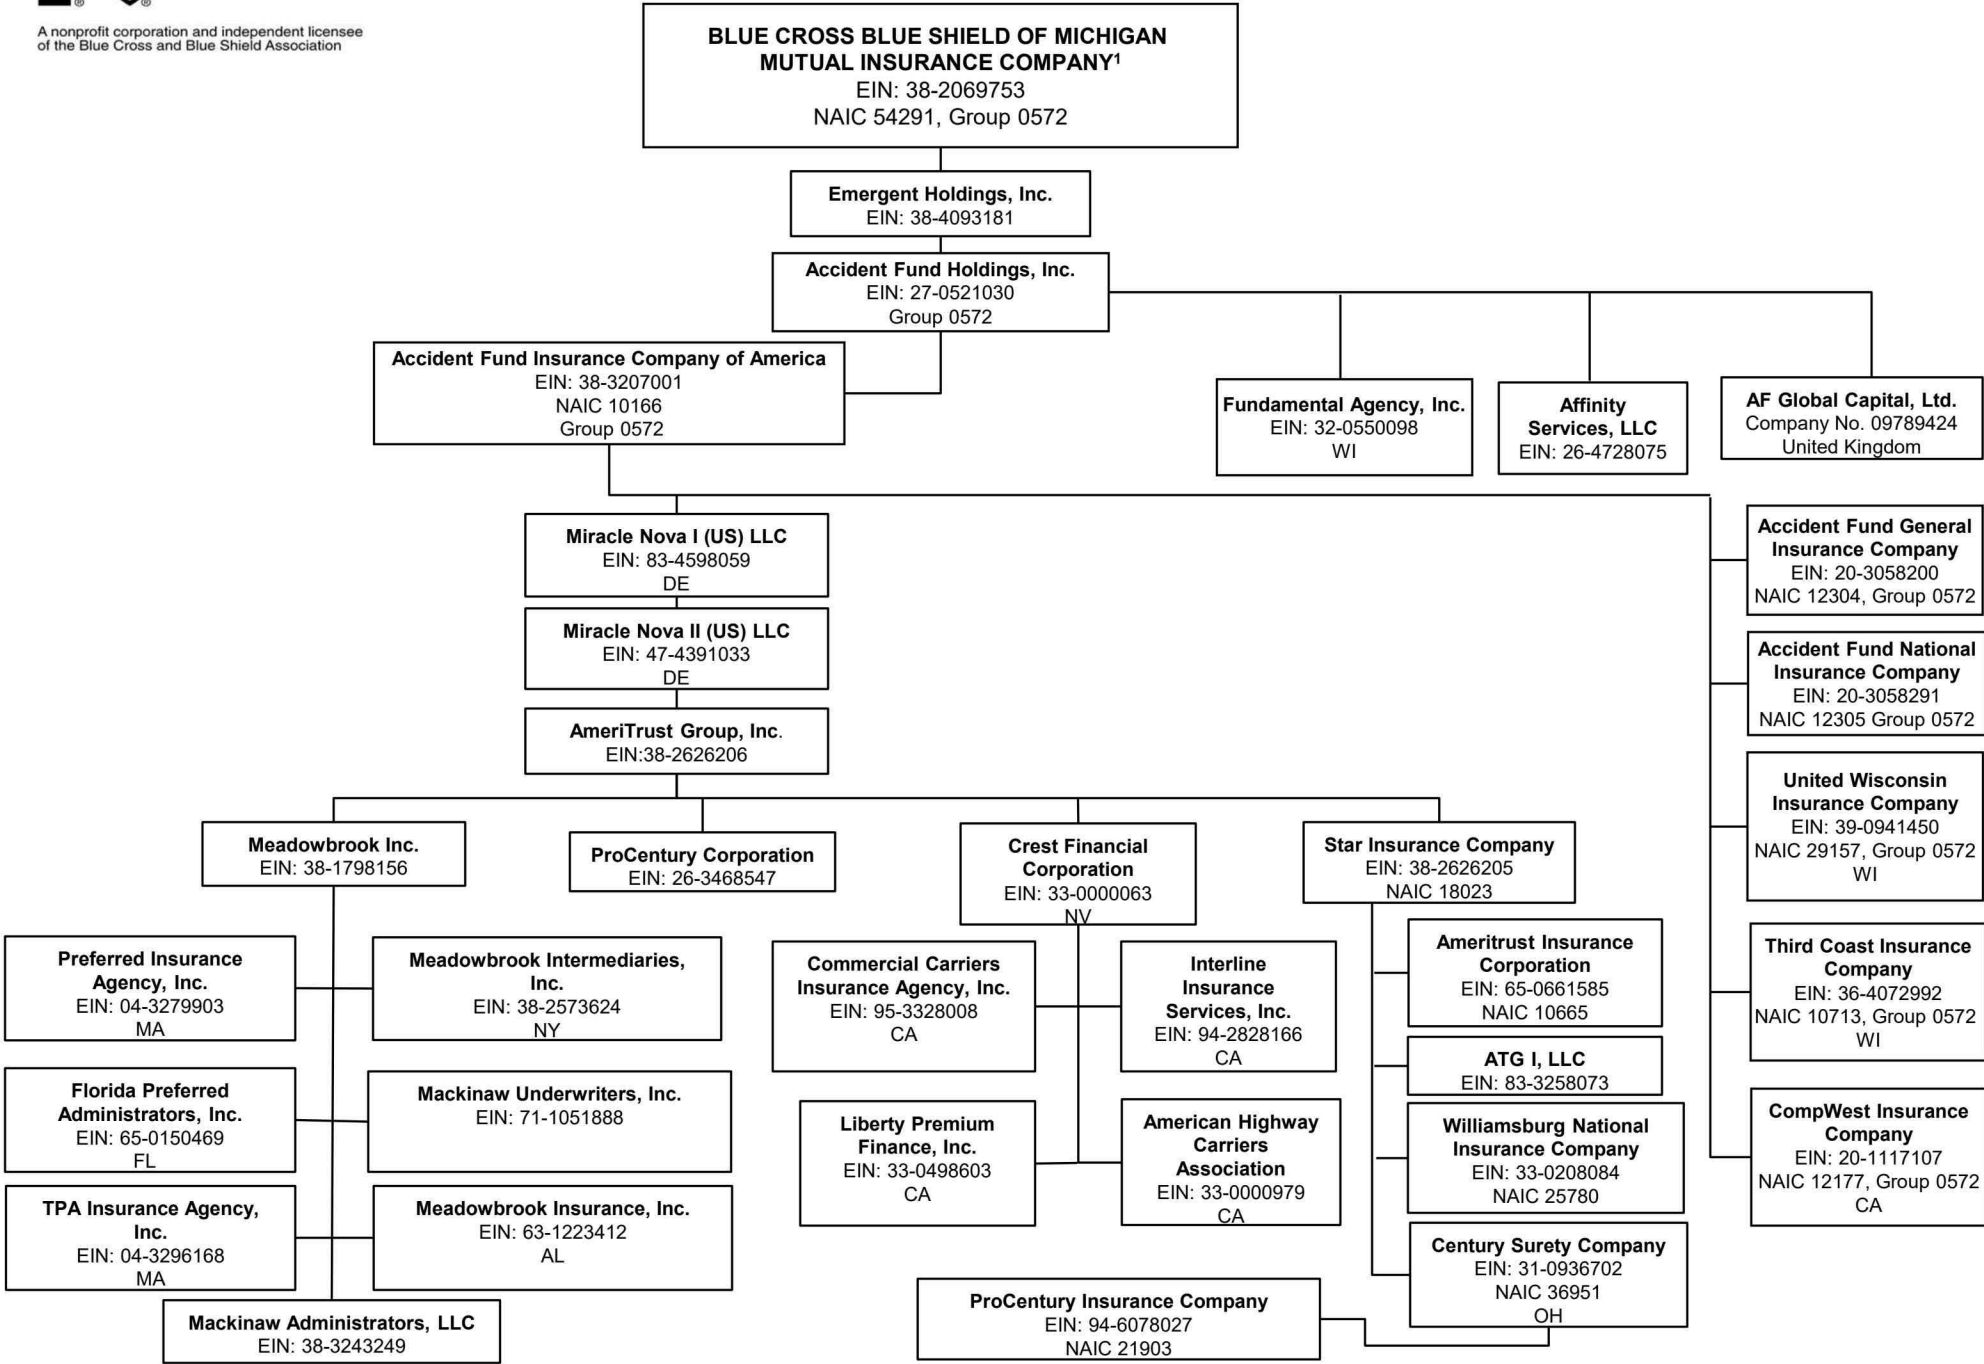 ® ®
A nonprofit corporation and independent licensee
of the Blue Cross and Blue Shield Association
BLUE CROSS BLUE SHIELD OF MICHIGAN
MUTUAL INSURANCE COMPANY¹
EIN: 38-2069753
NAIC 54291, Group 0572
Emergent Holdings, Inc.
EIN: 38-4093181
Accident Fund Holdings, Inc.
EIN: 27-0521030
Group 0572
Accident Fund Insurance Company of America
EIN: 38-3207001
NAIC 10166
Group 0572
Fundamental Agency, Inc.
EIN: 32-0550098
WI
Affinity
Services, LLC
EIN: 26-4728075
AF Global Capital, Ltd.
Company No. 09789424
United Kingdom
Miracle Nova I (US) LLC
EIN: 83-4598059
DE
Miracle Nova II (US) LLC
EIN: 47-4391033
DE
AmeriTrust Group, Inc.
EIN:38-2626206
Accident Fund General
Insurance Company
EIN: 20-3058200
NAIC 12304, Group 0572
Accident Fund National
Insurance Company
EIN: 20-3058291
NAIC 12305 Group 0572
United Wisconsin
Insurance Company
EIN: 39-0941450
NAIC 29157, Group 0572
WI
Third Coast Insurance
Company
EIN: 36-4072992
NAIC 10713, Group 0572
WI
CompWest Insurance
Company
EIN: 20-1117107
NAIC 12177, Group 0572
CA
Meadowbrook Inc.
EIN: 38-1798156
ProCentury Corporation
EIN: 26-3468547
Crest Financial
Corporation
EIN: 33-0000063
NV
Star Insurance Company
EIN: 38-2626205
NAIC 18023
Preferred Insurance
Agency, Inc.
EIN: 04-3279903
MA
Meadowbrook Intermediaries,
Inc.
EIN: 38-2573624
NY
Florida Preferred
Administrators, Inc.
EIN: 65-0150469
FL
Mackinaw Underwriters, Inc.
EIN: 71-1051888
TPA Insurance Agency,
Inc.
EIN: 04-3296168
MA
Meadowbrook Insurance, Inc.
EIN: 63-1223412
AL
Mackinaw Administrators, LLC
EIN: 38-3243249
Commercial Carriers
Insurance Agency, Inc.
EIN: 95-3328008
CA
Interline
Insurance
Services, Inc.
EIN: 94-2828166
CA
Liberty Premium
Finance, Inc.
EIN: 33-0498603
CA
American Highway
Carriers
Association
EIN: 33-0000979
CA
Ameritrust Insurance
Corporation
EIN: 65-0661585
NAIC 10665
ATG I, LLC
EIN: 83-3258073
Williamsburg National
Insurance Company
EIN: 33-0208084
NAIC 25780
Century Surety Company
EIN: 31-0936702
NAIC 36951
OH
ProCentury Insurance Company
EIN: 94-6078027
NAIC 21903